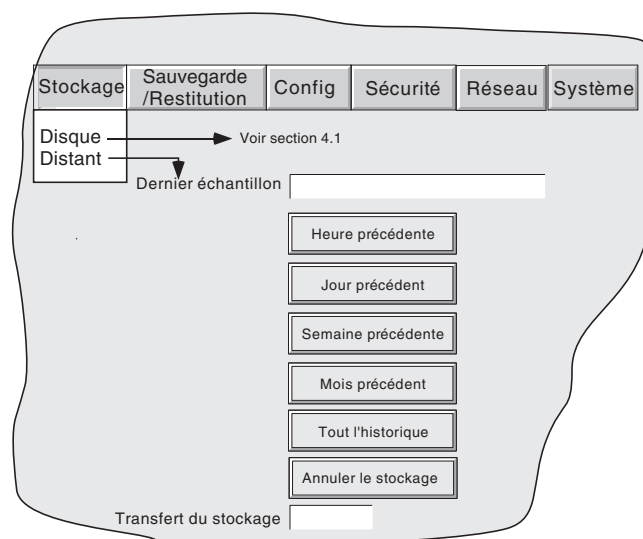 Stockage
Sauvegarde
/Restitution
Config
Sécurité
Réseau
Système
Disque
Voir section 4.1
Distant
Dernier échantillon
Heure précédente
Jour précédent
Semaine précédente
Mois précédent
Tout l'historique
Annuler le stockage
Transfert du stockage